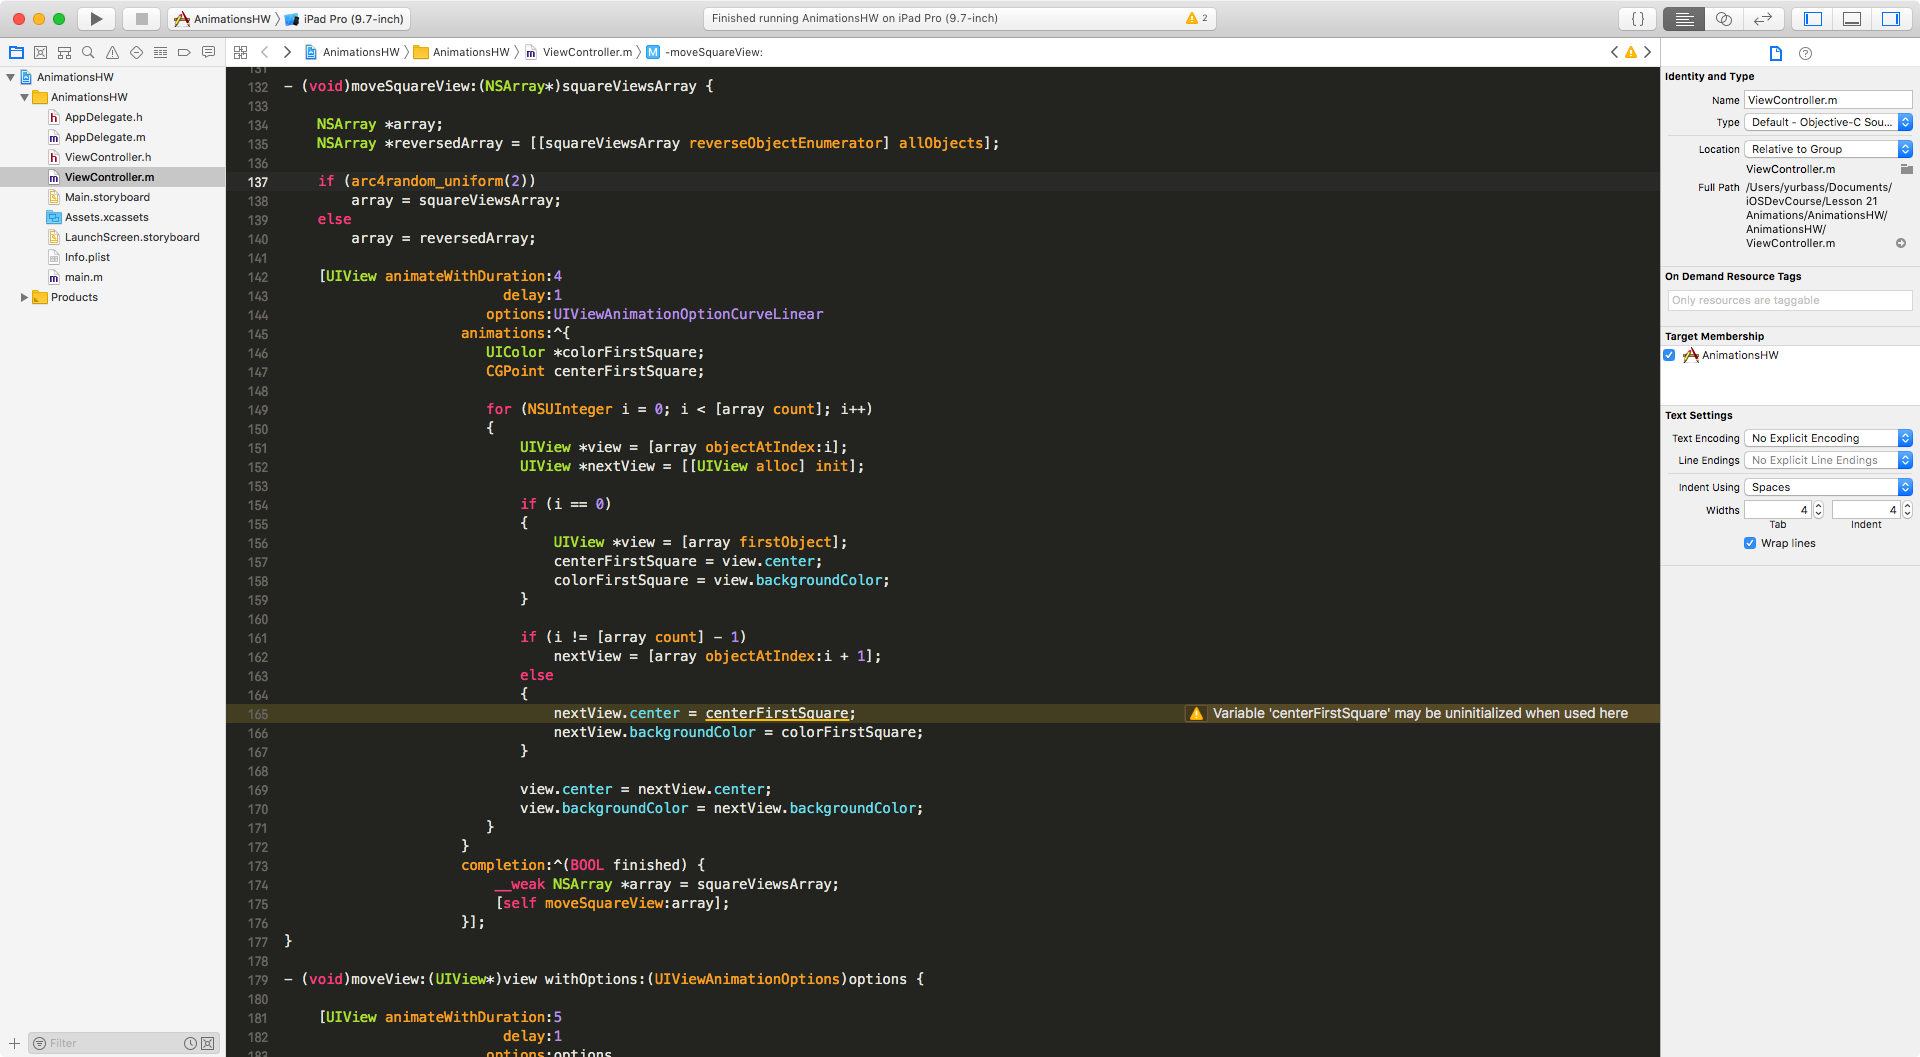 AnimationsHW
iPad Pro (9.7-inch)
Finished running AnimationsHW on iPad Pro (9.7-inch)
2
AnimationsHW
AnimationsHW
ViewController.m
-moveSquareView:
AnimationsHW
AnimationsHW
AppDelegate.h
AppDelegate.m
ViewController.h
ViewController.m
Main.storyboard
Assets.xcassets
LaunchScreen.storyboard
Info.plist
main.m
Products
Filter
131
132 - (void)moveSquareView:(NSArray*)squareViewsArray {
133
134 NSArray *array;
135 NSArray *reversedArray = [[squareViewsArray reverseObjectEnumerator] allObjects];
136
137 if (arc4random_uniform(2))
138 array = squareViewsArray;
139 else
140 array = reversedArray;
141
142 [UIView animateWithDuration:4
143 delay:1
144 options:UIViewAnimationOptionCurveLinear
145 animations:^{
146 UIColor *colorFirstSquare;
147 CGPoint centerFirstSquare;
148
149 for (NSUInteger i = 0; i < [array count]; i++)
150 {
151 UIView *view = [array objectAtIndex:i];
152 UIView *nextView = [[UIView alloc] init];
153
154 if (i == 0)
155 {
156 UIView *view = [array firstObject];
157 centerFirstSquare = view.center;
158 colorFirstSquare = view.backgroundColor;
159 }
160
161 if (i != [array count] - 1)
162 nextView = [array objectAtIndex:i + 1];
163 else
164 {
165 nextView.center = centerFirstSquare; Variable 'centerFirstSquare' may be uninitialized when used here
166 nextView.backgroundColor = colorFirstSquare;
167 }
168
169 view.center = nextView.center;
170 view.backgroundColor = nextView.backgroundColor;
171 }
172 }
173 completion:^(BOOL finished) {
174 __weak NSArray *array = squareViewsArray;
175 [self moveSquareView:array];
176 }];
177 }
178
179 - (void)moveView:(UIView*)view withOptions:(UIViewAnimationOptions)options {
180
181 [UIView animateWithDuration:5
182 delay:1
183 options:options
Identity and Type
Name ViewController.m
Type Default - Objective-C Sou...
Location Relative to Group
ViewController.m
Full Path /Users/yurbass/Documents/
iOSDevCourse/Lesson 21
Animations/AnimationsHW/
AnimationsHW/
ViewController.m
On Demand Resource Tags
Only resources are taggable
Target Membership
AnimationsHW
Text Settings
Text Encoding No Explicit Encoding
Line Endings No Explicit Line Endings
Indent Using Spaces
Widths 4 4
Tab Indent
Wrap lines